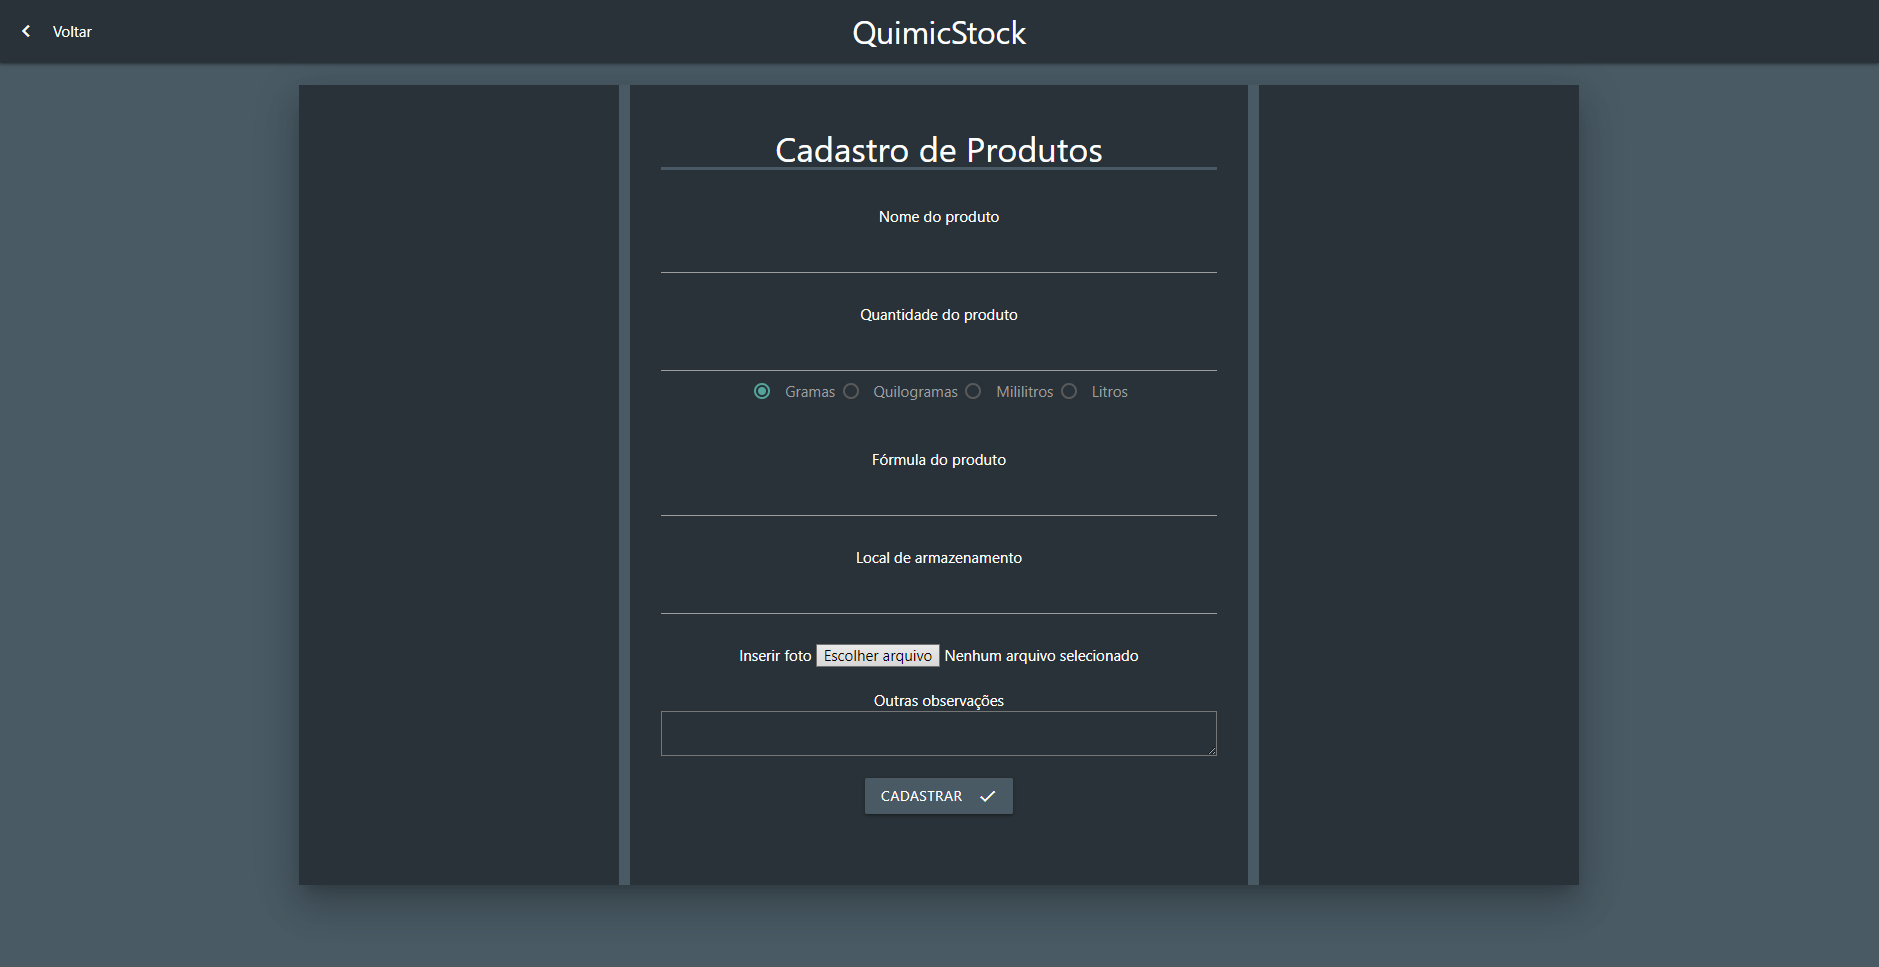 Voltar
QuimicStock
Cadastro de Produtos
Nome do produto
Quantidade do produto
Gramas Quilogramas Mililitros Litros
Fórmula do produto
Local de armazenamento
Inserir foto Escolher arquivo Nenhum arquivo selecionado
Outras observações
CADASTRAR